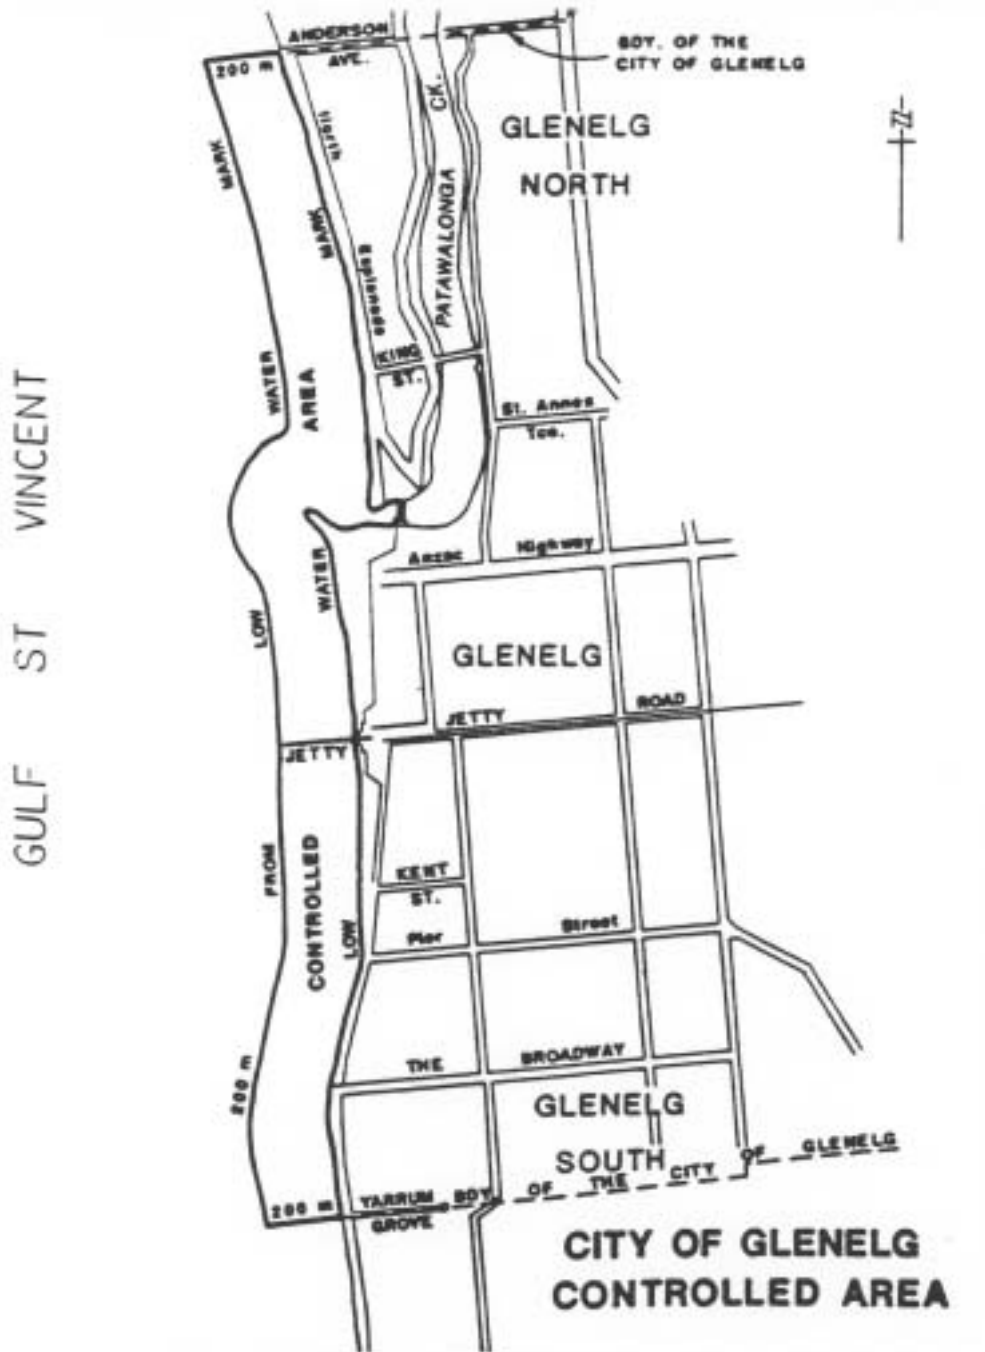 ANDERSON
AVE.
BDY. OF THE
CITY OF GLENELG
200 m
GLENELG
NORTH
North
Esplanade
CK.
PATAWALONGA
MARK
MARK
KING
ST.
WATER
AREA
St. Annes
Tce.
GULF ST VINCENT
Anzac Highway
WATER
LOW
GLENELG
JETTY ROAD
JETTY
FROM
CONTROLLED
LOW
KENT
ST.
Pier Street
200 m
THE BROADWAY
GLENELG
SOUTH
200 m
YARRUM
GROVE
BDY OF THE CITY OF GLENELG
CITY OF GLENELG
CONTROLLED AREA